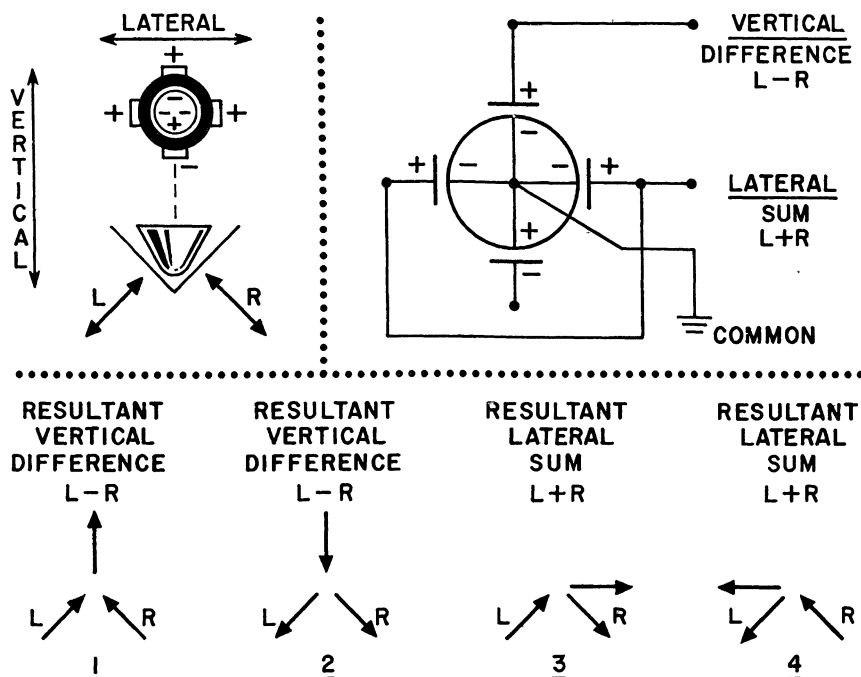 LATERAL
VERTICAL
+
+
+
−
−
− −
+
L
R
VERTICAL
DIFFERENCE
L−R
+
−
+
−
−
+
+
−
LATERAL
SUM
L+R
COMMON
RESULTANT
VERTICAL
DIFFERENCE
L−R
L
R
1
RESULTANT
VERTICAL
DIFFERENCE
L−R
L
R
2
RESULTANT
LATERAL
SUM
L+R
L
R
3
RESULTANT
LATERAL
SUM
L+R
L
R
4